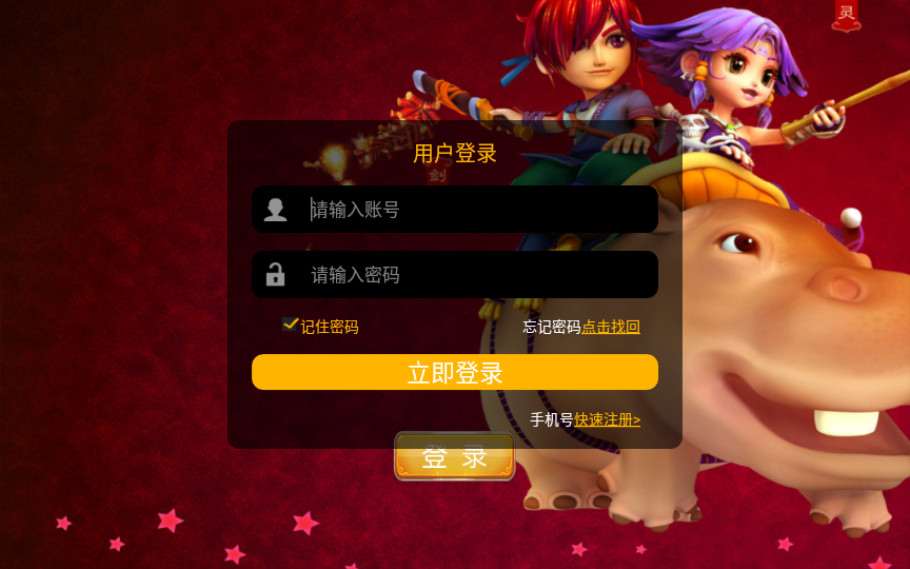 灵
用户登录
剑
请输入账号
请输入密码
记住密码
忘记密码点击找回
立即登录
手机号快速注册>
登 录